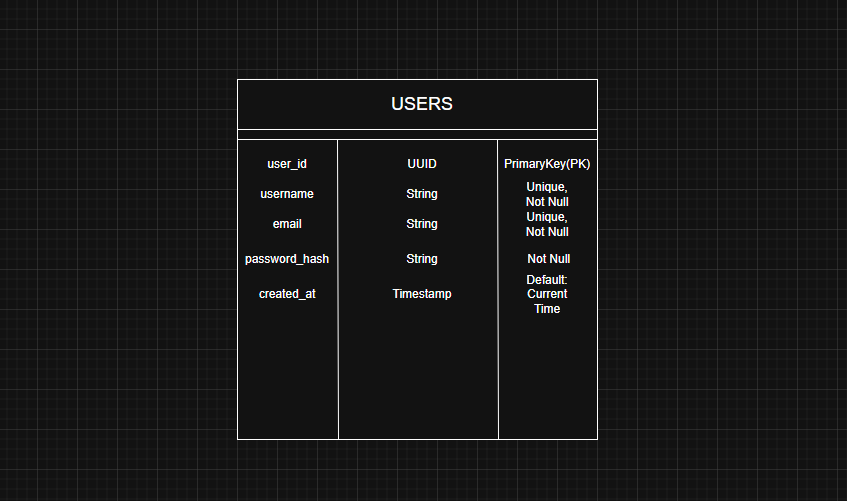 USERS
user_id UUID PrimaryKey(PK)
username String Unique,
Not Null
email String Unique,
Not Null
password_hash String Not Null
created_at Timestamp Default:
Current
Time